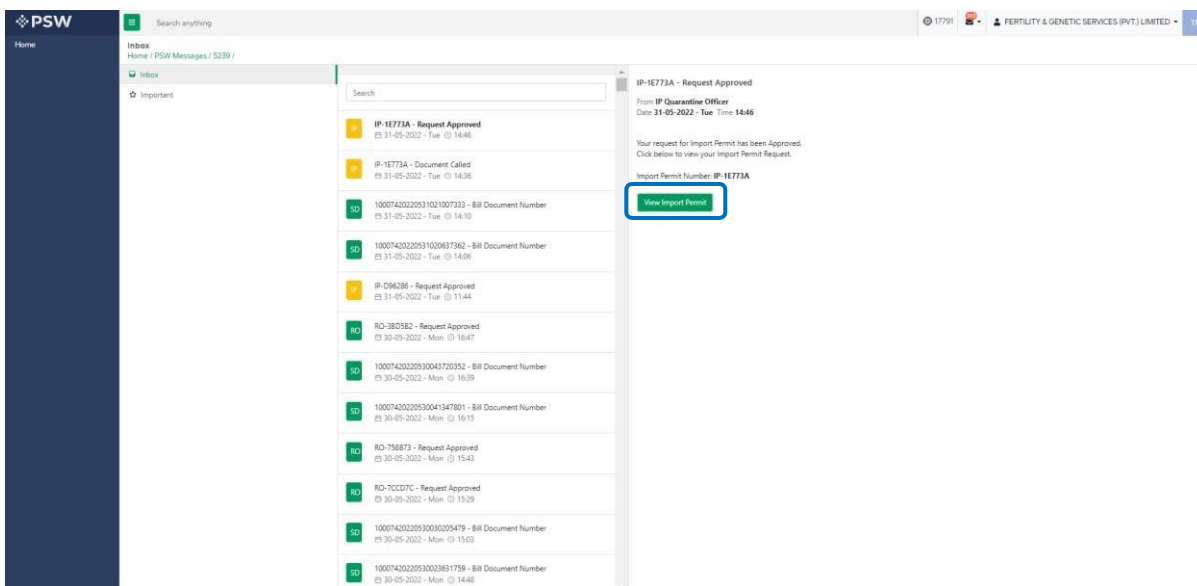 PSW
Search anything
17791
FERTILITY & GENETIC SERVICES (PVT.) LIMITED
Home
Inbox
Home / PSW Messages / 5239 /
Inbox
Important
Search
IP
IP-1E773A - Request Approved
31-05-2022 - Tue 14:46
IP
IP-1E773A - Document Called
31-05-2022 - Tue 14:36
SD
10007420220531021007333 - Bill Document Number
31-05-2022 - Tue 14:10
SD
10007420220531020637362 - Bill Document Number
31-05-2022 - Tue 14:06
IP
IP-D96286 - Request Approved
31-05-2022 - Tue 11:44
RO
RO-3BD5B2 - Request Approved
30-05-2022 - Mon 16:47
SD
10007420220530043720352 - Bill Document Number
30-05-2022 - Mon 16:39
SD
10007420220530041347801 - Bill Document Number
30-05-2022 - Mon 16:15
RO
RO-758873 - Request Approved
30-05-2022 - Mon 15:43
RO
RO-7CCD7C - Request Approved
30-05-2022 - Mon 15:29
SD
10007420220530030205479 - Bill Document Number
30-05-2022 - Mon 15:03
SD
10007420220530023631759 - Bill Document Number
30-05-2022 - Mon 14:48
IP-1E773A - Request Approved
From IP Quarantine Officer
Date 31-05-2022 - Tue Time 14:46
Your request for Import Permit has been Approved.
Click below to view your Import Permit Request.
Import Permit Number: IP-1E773A
View Import Permit